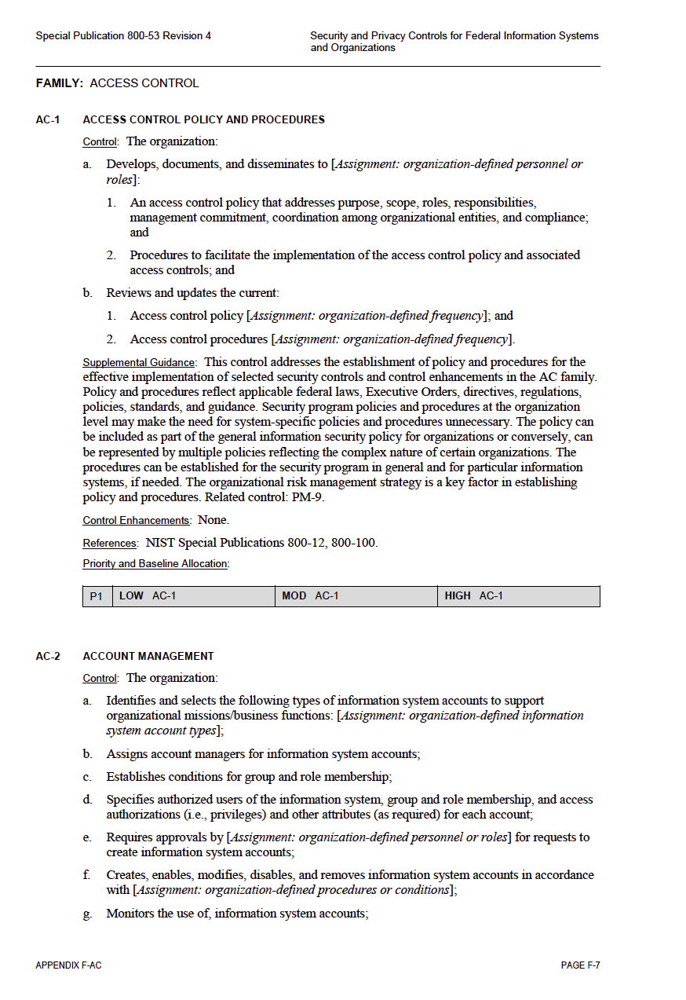 Special Publication 800-53 Revision 4
Security and Privacy Controls for Federal Information Systems
and Organizations
FAMILY: ACCESS CONTROL
AC-1 ACCESS CONTROL POLICY AND PROCEDURES
Control: The organization:
a. Develops, documents, and disseminates to [Assignment: organization-defined personnel or
roles]:
1. An access control policy that addresses purpose, scope, roles, responsibilities,
management commitment, coordination among organizational entities, and compliance;
and
2. Procedures to facilitate the implementation of the access control policy and associated
access controls; and
b. Reviews and updates the current:
1. Access control policy [Assignment: organization-defined frequency]; and
2. Access control procedures [Assignment: organization-defined frequency].
Supplemental Guidance: This control addresses the establishment of policy and procedures for the
effective implementation of selected security controls and control enhancements in the AC family.
Policy and procedures reflect applicable federal laws, Executive Orders, directives, regulations,
policies, standards, and guidance. Security program policies and procedures at the organization
level may make the need for system-specific policies and procedures unnecessary. The policy can
be included as part of the general information security policy for organizations or conversely, can
be represented by multiple policies reflecting the complex nature of certain organizations. The
procedures can be established for the security program in general and for particular information
systems, if needed. The organizational risk management strategy is a key factor in establishing
policy and procedures. Related control: PM-9.
Control Enhancements: None.
References: NIST Special Publications 800-12, 800-100.
Priority and Baseline Allocation:
P1 LOW AC-1 MOD AC-1 HIGH AC-1
AC-2 ACCOUNT MANAGEMENT
Control: The organization:
a. Identifies and selects the following types of information system accounts to support
organizational missions/business functions: [Assignment: organization-defined information
system account types];
b. Assigns account managers for information system accounts;
c. Establishes conditions for group and role membership;
d. Specifies authorized users of the information system, group and role membership, and access
authorizations (i.e., privileges) and other attributes (as required) for each account;
e. Requires approvals by [Assignment: organization-defined personnel or roles] for requests to
create information system accounts;
f. Creates, enables, modifies, disables, and removes information system accounts in accordance
with [Assignment: organization-defined procedures or conditions];
g. Monitors the use of, information system accounts;
APPENDIX F-AC PAGE F-7